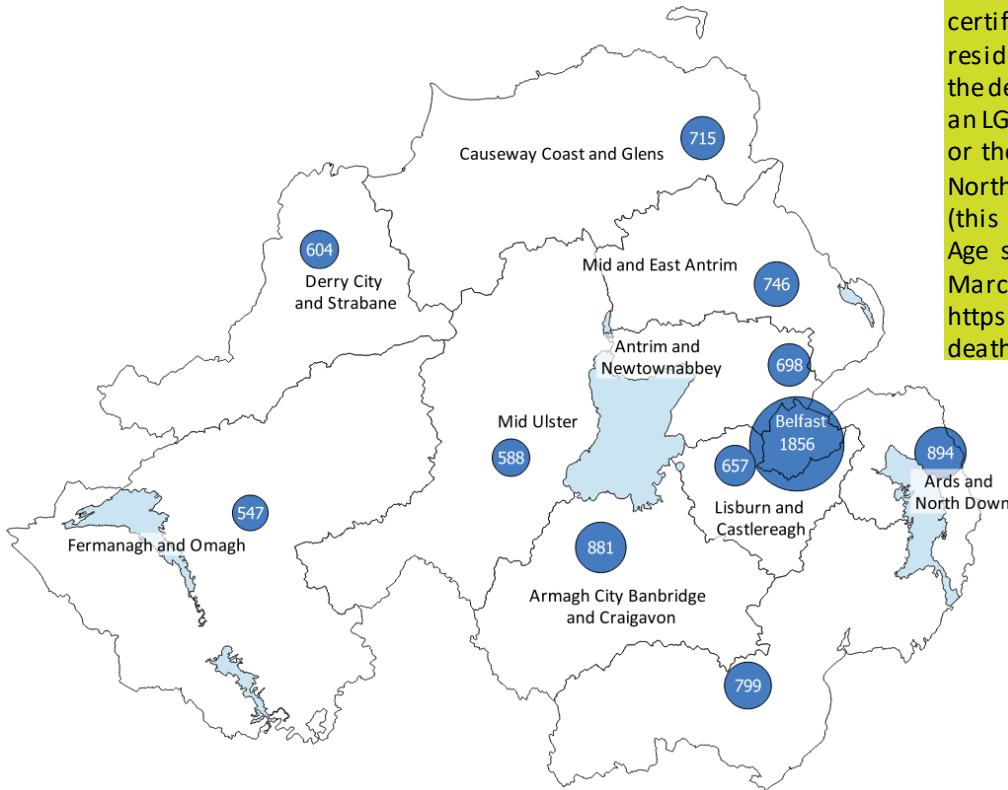 certif
resid
the de
an LG
or the
North
(this
Age s
Marc
https
death
715
Causeway Coast and Glens
604
Derry City
and Strabane
Mid and East Antrim
746
Antrim and
Newtownabbey
698
Mid Ulster
588
Belfast
1856
657
Lisburn and
Castlereagh
894
Ards and
North Down
547
Fermanagh and Omagh
881
Armagh City Banbridge
and Craigavon
799